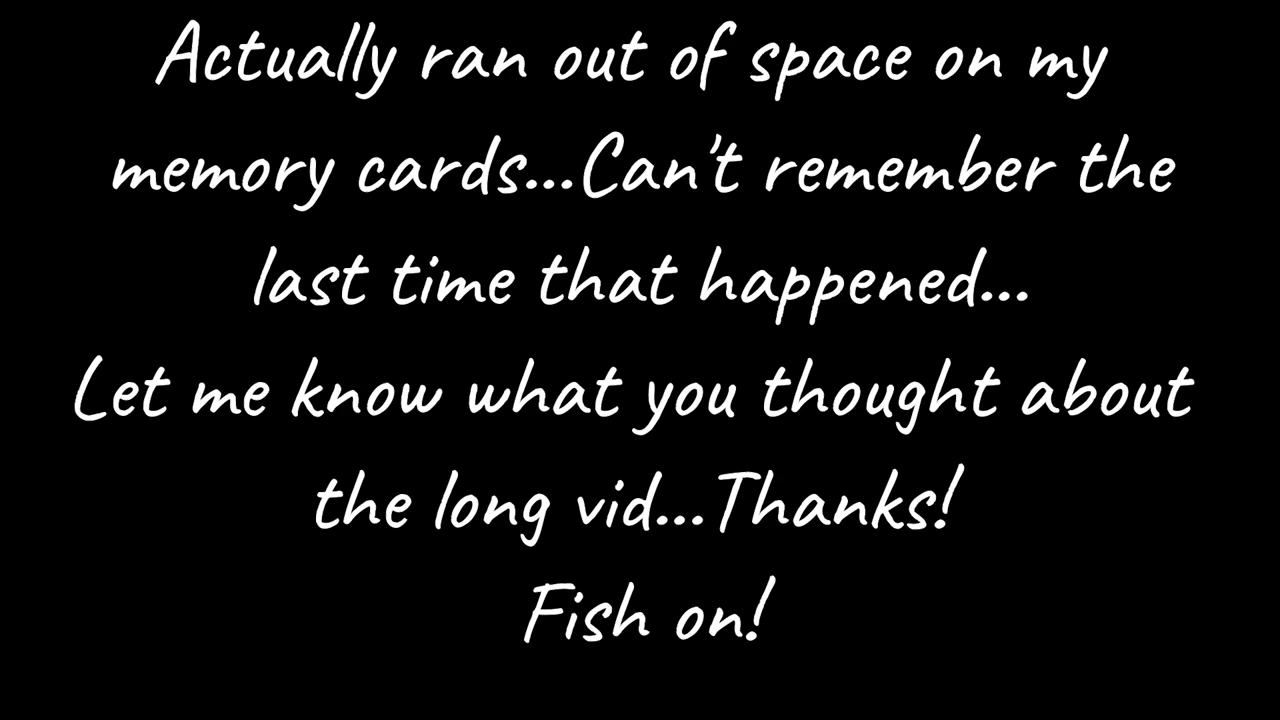 Actually ran out of space on my
memory cards...Can't remember the
last time that happened...
Let me know what you thought about
the long vid...Thanks!
Fish on!